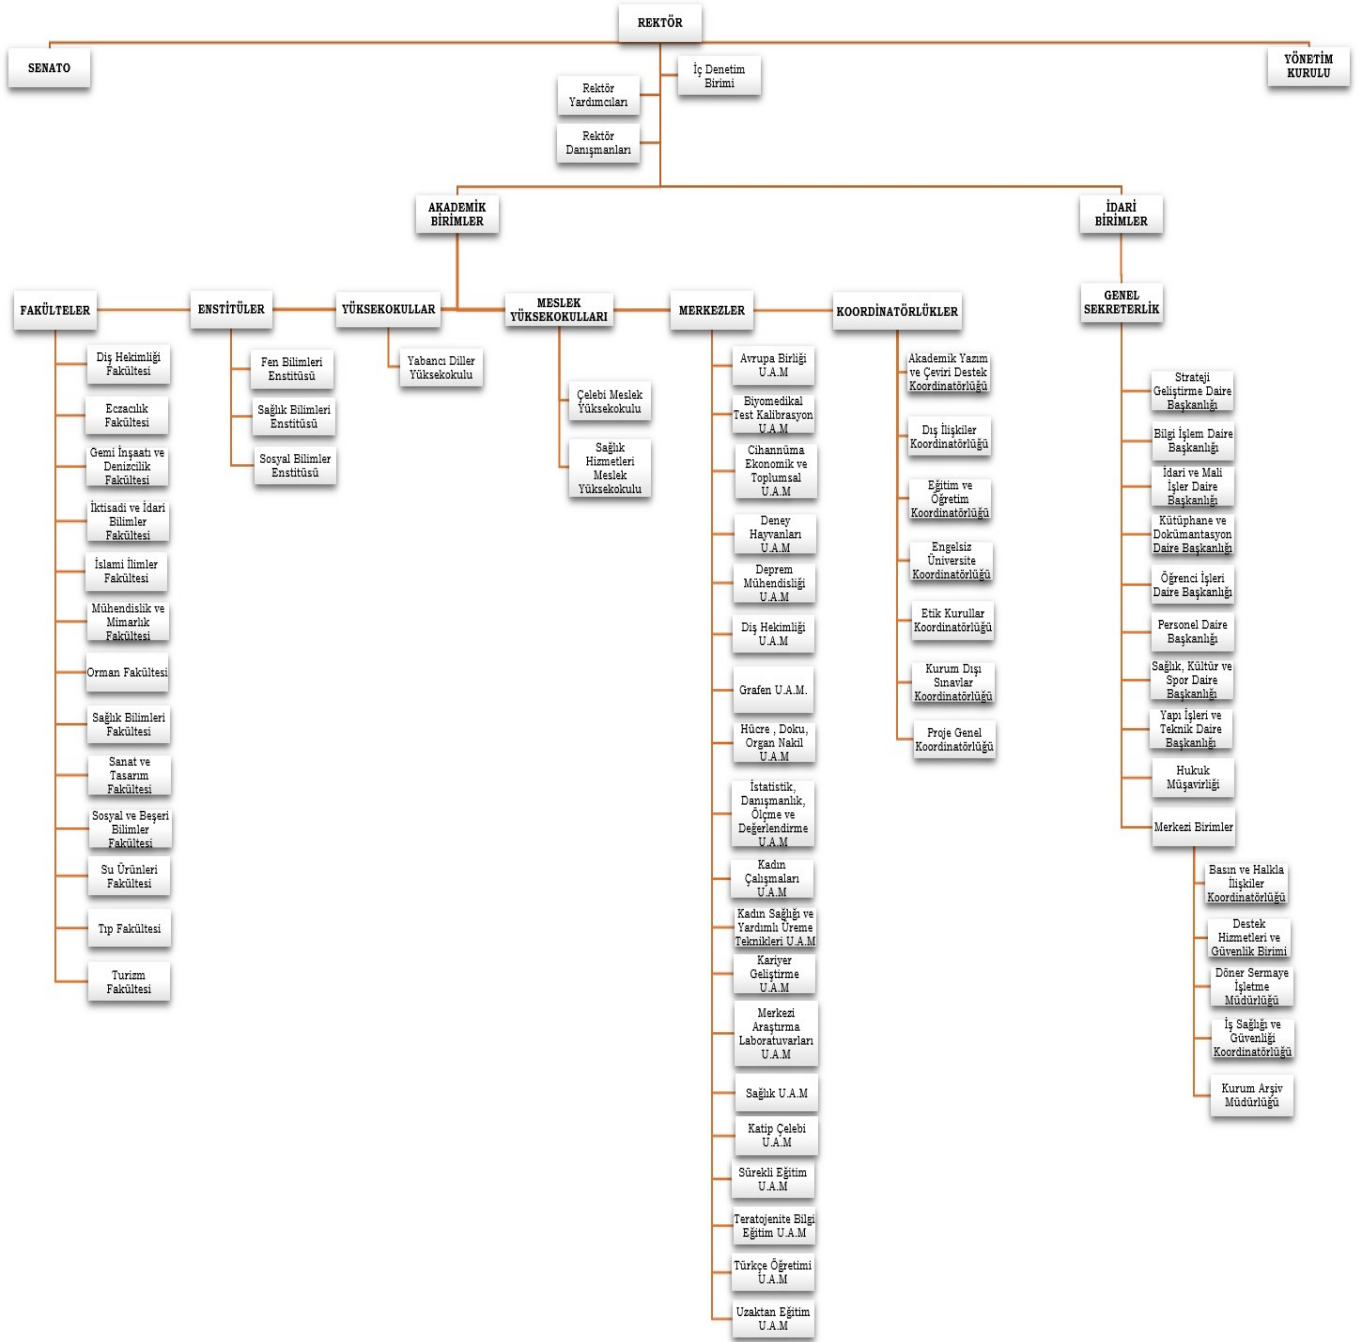 REKTÖR
SENATO
YÖNETİM
KURULU
İç Denetim
Birimi
Rektör
Yardımcıları
Rektör
Danışmanları
AKADEMİK
BİRİMLER
İDARİ
BİRİMLER
FAKÜLTELER
Diş Hekimliği
Fakültesi
Eczacılık
Fakültesi
Gemi İnşaatı ve
Denizcilik
Fakültesi
İktisadi ve İdari
Bilimler
Fakültesi
İslami İlimler
Fakültesi
Mühendislik ve
Mimarlık
Fakültesi
Orman Fakültesi
Sağlık Bilimleri
Fakültesi
Sanat ve
Tasarım
Fakültesi
Sosyal ve Beşeri
Bilimler
Fakültesi
Su Ürünleri
Fakültesi
Tıp Fakültesi
Turizm
Fakültesi
ENSTİTÜLER
Fen Bilimleri
Enstitüsü
Sağlık Bilimleri
Enstitüsü
Sosyal Bilimler
Enstitüsü
YÜKSEKOKULLAR
Yabancı Diller
Yüksekokulu
MESLEK
YÜKSEKOKULLARI
Çelebi Meslek
Yüksekokulu
Sağlık
Hizmetleri
Meslek
Yüksekokulu
MERKEZLER
Avrupa Birliği
U.A.M
Biyomedikal
Test Kalibrasyon
U.A.M
Cihannüma
Ekonomik ve
Toplumsal
U.A.M
Deney
Hayvanları
U.A.M
Deprem
Mühendisliği
U.A.M
Diş Hekimliği
U.A.M
Grafen U.A.M.
Hücre , Doku,
Organ Nakil
U.A.M
İstatistik,
Danışmanlık,
Ölçme ve
Değerlendirme
U.A.M
Kadın
Çalışmaları
U.A.M
Kadın Sağlığı ve
Yardımlı Üreme
Teknikleri U.A.M
Kariyer
Geliştirme
U.A.M
Merkezi
Araştırma
Laboratuvarları
U.A.M
Sağlık U.A.M
Katip Çelebi
U.A.M
Sürekli Eğitim
U.A.M
Teratojenite Bilgi
Eğitim U.A.M
Türkçe Öğretimi
U.A.M
Uzaktan Eğitim
U.A.M
KOORDİNATÖRLÜKLER
Akademik Yazım
ve Çeviri Destek
Koordinatörlüğü
Dış İlişkiler
Koordinatörlüğü
Eğitim ve
Öğretim
Koordinatörlüğü
Engelsiz
Üniversite
Koordinatörlüğü
Etik Kurullar
Koordinatörlüğü
Kurum Dışı
Sınavlar
Koordinatörlüğü
Proje Genel
Koordinatörlüğü
GENEL
SEKRETERLİK
Strateji
Geliştirme Daire
Başkanlığı
Bilgi İşlem Daire
Başkanlığı
İdari ve Mali
İşler Daire
Başkanlığı
Kütüphane ve
Dokümantasyon
Daire Başkanlığı
Öğrenci İşleri
Daire Başkanlığı
Personel Daire
Başkanlığı
Sağlık, Kültür ve
Spor Daire
Başkanlığı
Yapı İşleri ve
Teknik Daire
Başkanlığı
Hukuk
Müşavirliği
Merkezi Birimler
Basın ve Halkla
İlişkiler
Koordinatörlüğü
Destek
Hizmetleri ve
Güvenlik Birimi
Döner Sermaye
İşletme
Müdürlüğü
İş Sağlığı ve
Güvenliği
Koordinatörlüğü
Kurum Arşiv
Müdürlüğü